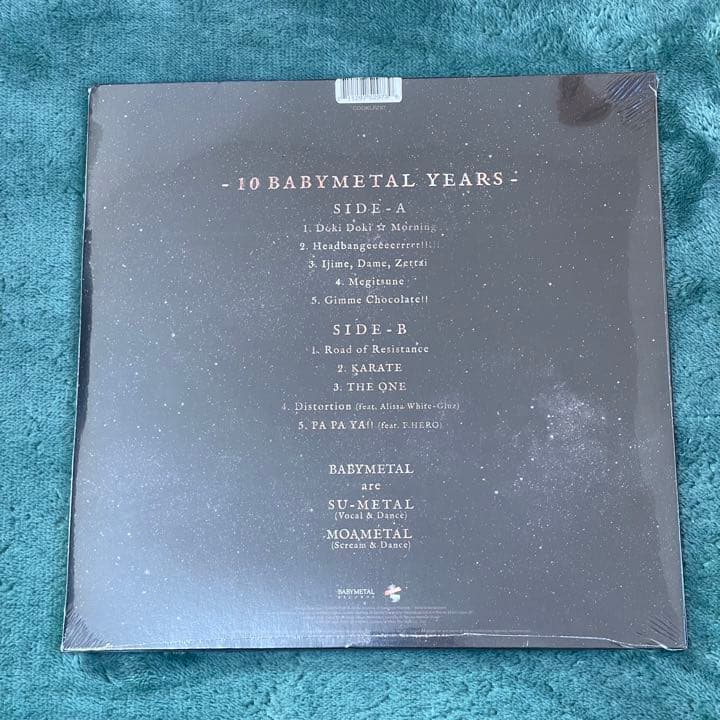 COOKLP797
- 10 BABYMETAL YEARS -
SIDE - A
1. Doki Doki ☆ Morning
2. Headbangeeeeerrrrr!!!!!
3. Ijime, Dame, Zettai
4. Megitsune
5. Gimme Chocolate!!
SIDE - B
1. Road of Resistance
2. KARATE
3. THE ONE
4. Distortion (feat. Alissa White-Gluz)
5. PA PA YA!! (feat. F.HERO)
BABYMETAL
are
SU-METAL
(Vocal & Dance)
MOAMETAL
(Scream & Dance)
BABYMETAL
RECORDS